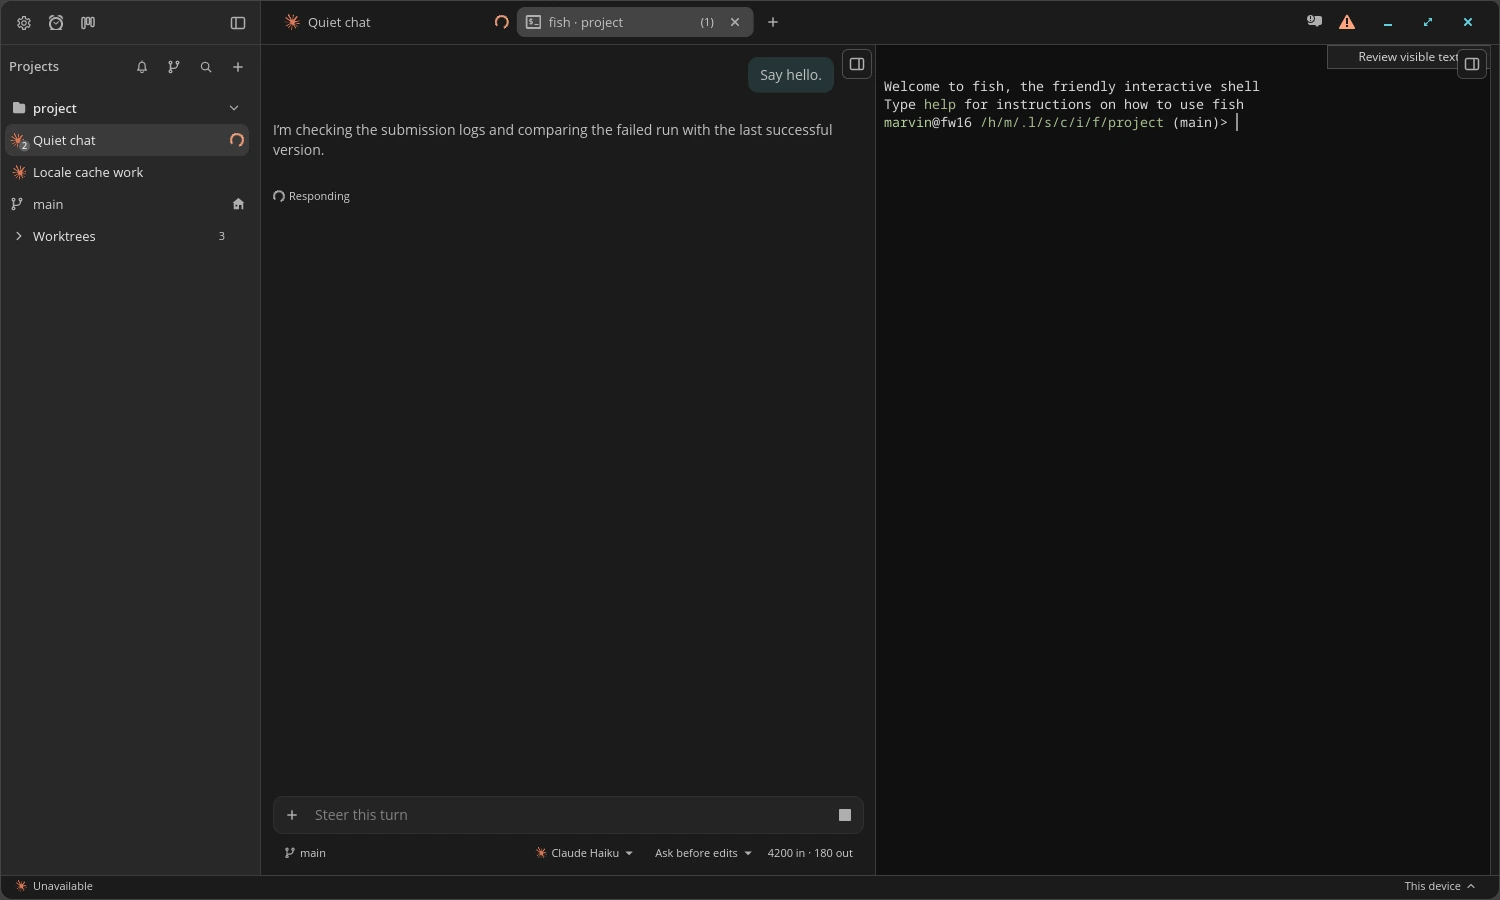 Quiet chat
fish · project (1)
Projects
Review visible text
project
Quiet chat
2
Locale cache work
main
Worktrees 3
Say hello.
I'm checking the submission logs and comparing the failed run with the last successful
version.
Responding
Steer this turn
main Claude Haiku Ask before edits 4200 in · 180 out
Welcome to fish, the friendly interactive shell
Type help for instructions on how to use fish
marvin@fw16 /h/m/.l/s/c/i/f/project (main)>
Unavailable
This device